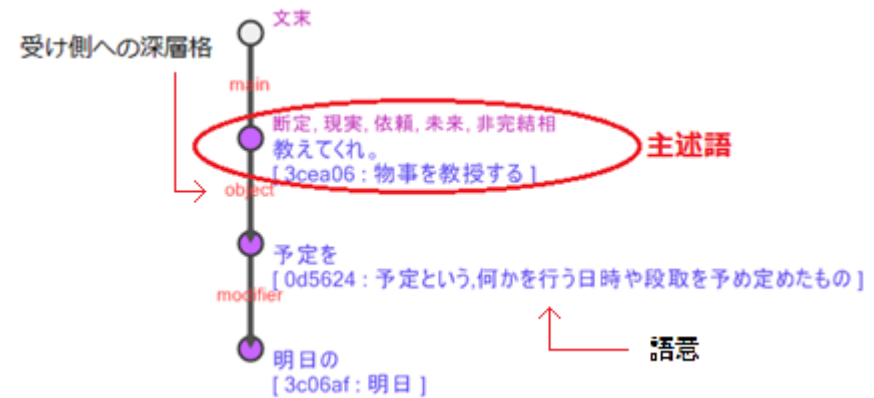 文末
受け側への深層格
main
断定, 現実, 依頼, 未来, 非完結相
教えてくれ。
[ 3cea06 : 物事を教授する ]
主述語
object
予定を
[ 0d5624 : 予定という,何かを行う日時や段取を予め定めたもの ]
modifier
語意
明日の
[ 3c06af : 明日 ]